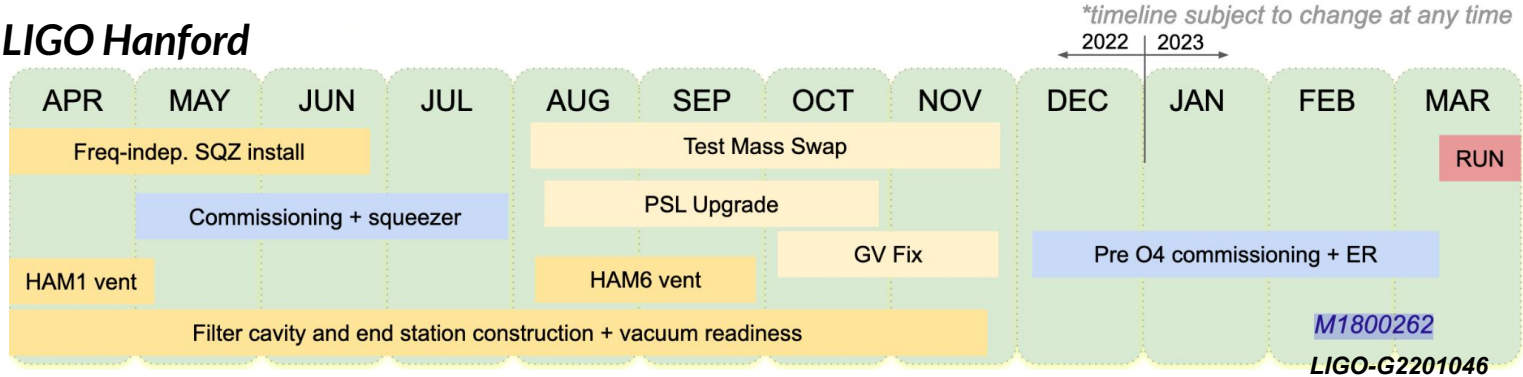 *timeline subject to change at any time
LIGO Hanford
2022 2023
APR MAY JUN JUL AUG SEP OCT NOV DEC JAN FEB MAR
Freq-indep. SQZ install
Test Mass Swap
RUN
Commissioning + squeezer
PSL Upgrade
GV Fix
Pre O4 commissioning + ER
HAM1 vent
HAM6 vent
Filter cavity and end station construction + vacuum readiness
M1800262
LIGO-G2201046